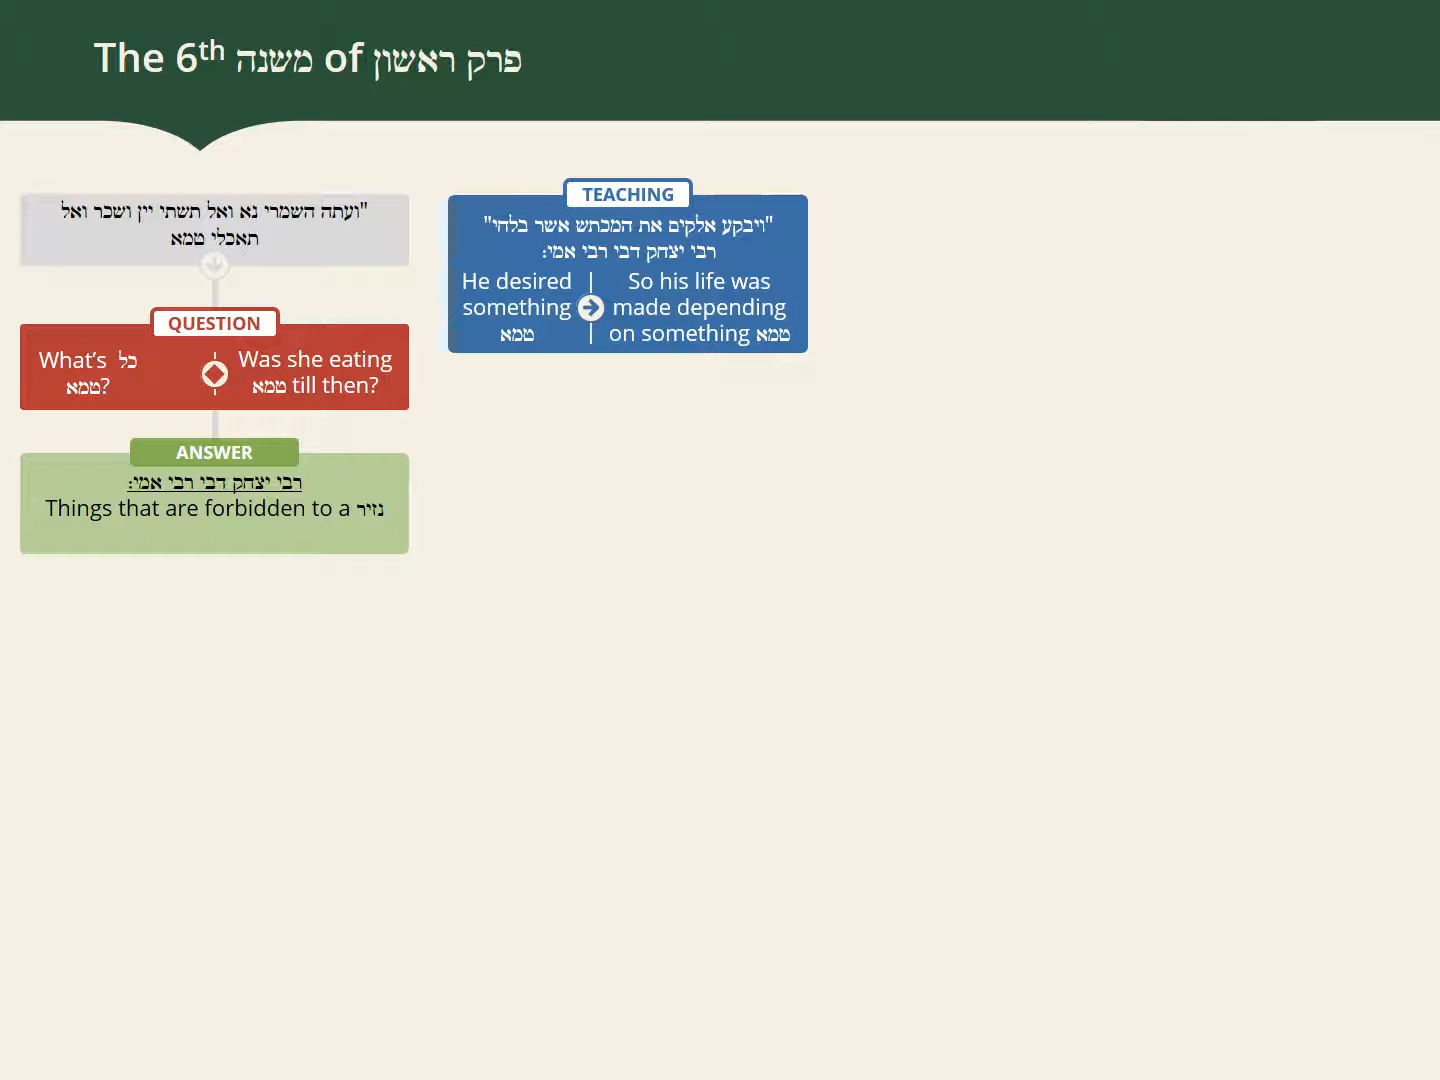 The 6th משנה of פרק ראשון
"ועתה השמרי נא ואל תשתי יין ושכר ואל
תאכלי טמא
QUESTION
What's כל
טמא?
Was she eating
טמא till then?
ANSWER
רבי יצחק דבי רבי אמי:
Things that are forbidden to a נזיר
TEACHING
"ויבקע אלקים את המכתש אשר בלחי"
רבי יצחק דבי רבי אמי:
He desired
something
טמא
So his life was
made depending
on something טמא